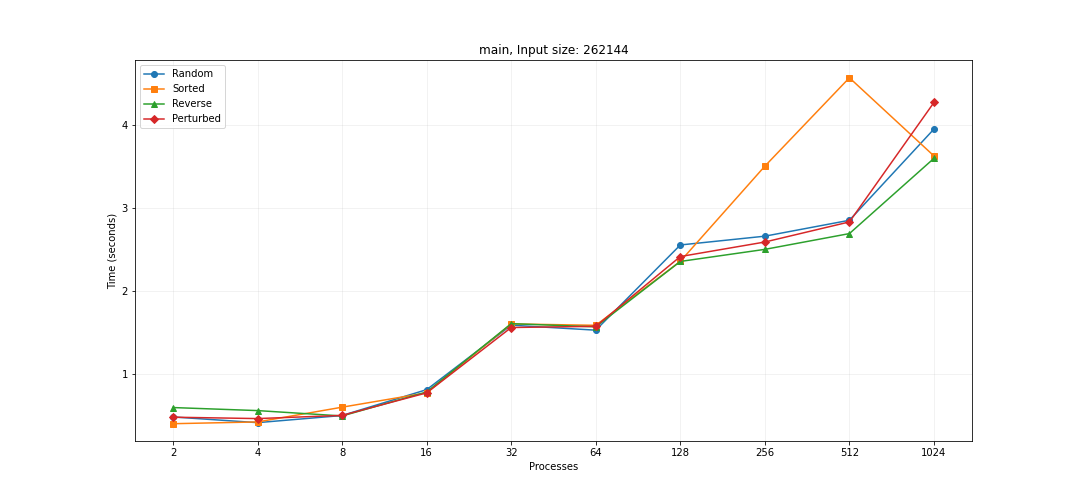 main, Input size: 262144
Random
Sorted
Reverse
Perturbed
Time (seconds)
4
3
2
1
2 4 8 16 32 64 128 256 512 1024
Processes